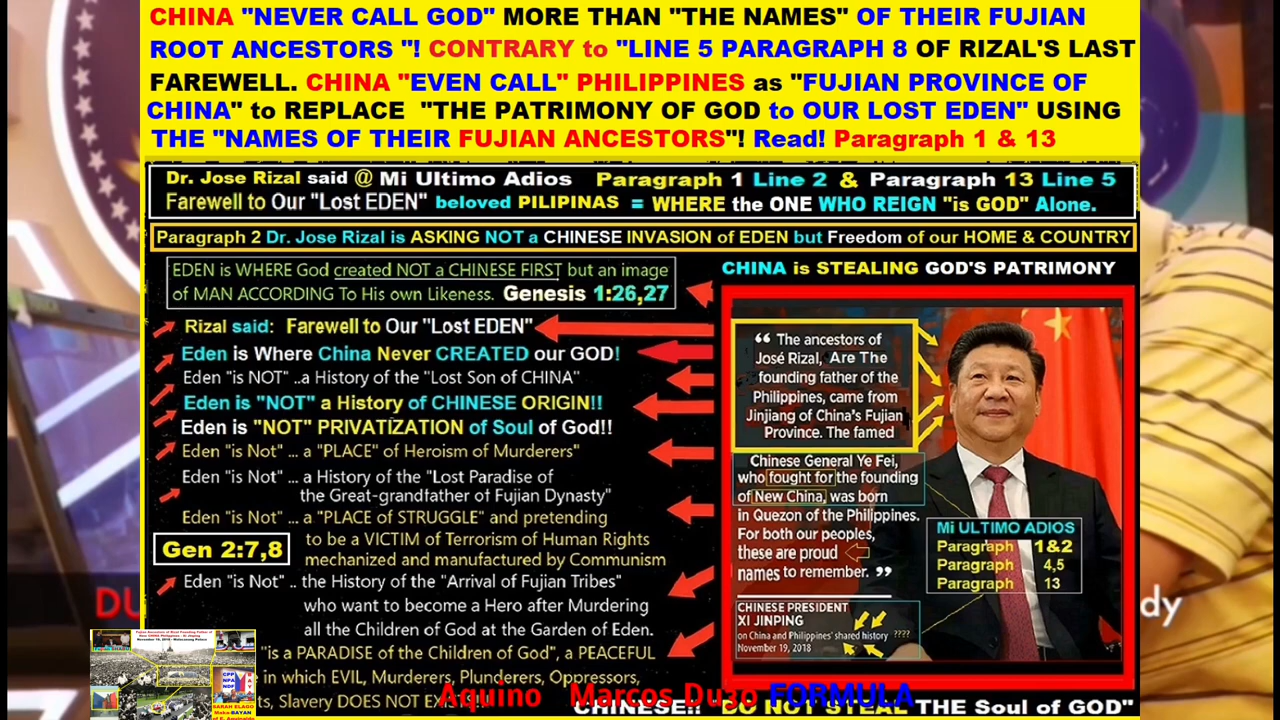 CHINA "NEVER CALL GOD" MORE THAN "THE NAMES" OF THEIR FUJIAN
ROOT ANCESTORS "! CONTRARY to "LINE 5 PARAGRAPH 8 OF RIZAL'S LAST
FAREWELL. CHINA "EVEN CALL" PHILIPPINES as "FUJIAN PROVINCE OF
CHINA" to REPLACE "THE PATRIMONY OF GOD to OUR LOST EDEN" USING
THE "NAMES OF THEIR FUJIAN ANCESTORS"! Read! Paragraph 1 & 13
Dr. Jose Rizal said @ Mi Ultimo Adios Paragraph 1 Line 2 & Paragraph 13 Line 5
Farewell to Our "Lost EDEN" beloved PILIPINAS = WHERE the ONE WHO REIGN "is GOD" Alone.
Paragraph 2 Dr. Jose Rizal is ASKING NOT a CHINESE INVASION of EDEN but Freedom of our HOME & COUNTRY
EDEN is WHERE God created NOT a CHINESE FIRST but an image
of MAN ACCORDING To His own Likeness. Genesis 1:26,27
Rizal said: Farewell to Our "Lost EDEN"
Eden is Where China Never CREATED our GOD!
Eden "is NOT" ..a History of the "Lost Son of CHINA"
Eden is "NOT" a History of CHINESE ORIGIN!!
Eden is "NOT" PRIVATIZATION of Soul of God!!
Eden "is Not" ... a "PLACE" of Heroism of Murderers"
Eden "is Not" ... a History of the "Lost Paradise of
the Great-grandfather of Fujian Dynasty"
Eden "is Not" ... a "PLACE of STRUGGLE" and pretending
to be a VICTIM of Terrorism of Human Rights
mechanized and manufactured by Communism
Gen 2:7,8
Eden "is Not" .. the History of the "Arrival of Fujian Tribes"
who want to become a Hero after Murdering
all the Children of God at the Garden of Eden.
"is a PARADISE of the Children of God", a PEACEFUL
in which EVIL, Murderers, Plunderers, Oppressors,
ts, Slavery DOES NOT
CHINA is STEALING GOD'S PATRIMONY
“ The ancestors of
José Rizal, Are The
founding father of the
Philippines, came from
Jinjiang of China's Fujian
Province. The famed
Chinese General Ye Fei,
who fought for the founding
of New China, was born
in Quezon of the Philippines.
For both our peoples,
these are proud
names to remember. ”
CHINESE PRESIDENT
XI JINPING
on China and Philippines' shared history ????
November 19, 2018
Mi ULTIMO ADIOS
Paragraph 1&2
Paragraph 4,5
Paragraph 13
CHINESE!! "DO NOT STEAL THE Soul of GOD"
Aquino Marcos Du30 FORMULA
DU
dy
CPP
NPA
NDF
SARAH ELAGO